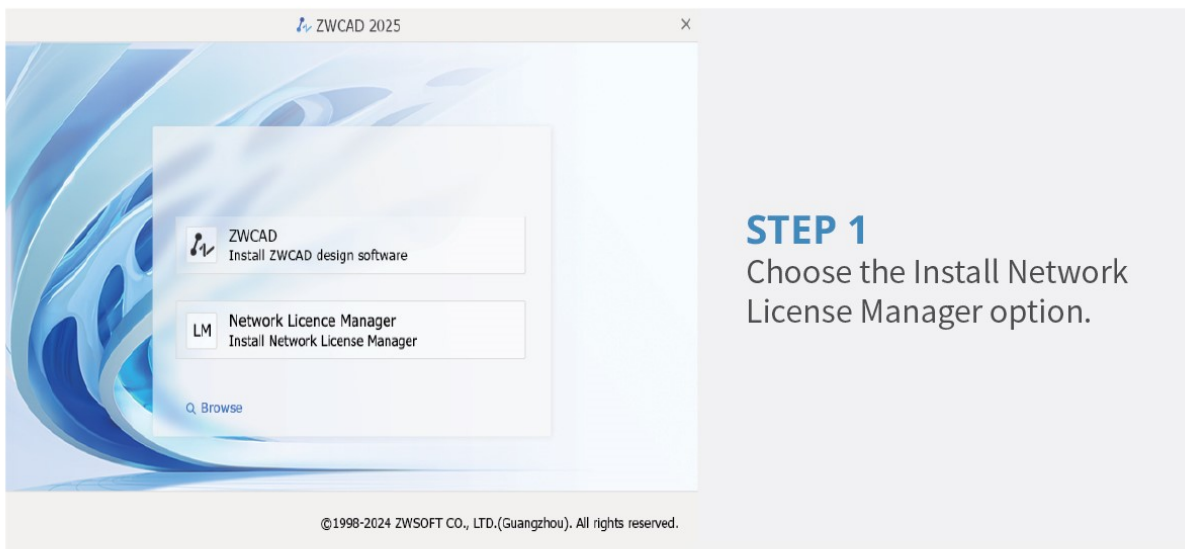 ZWCAD 2025
ZWCAD
Install ZWCAD design software
LM
Network Licence Manager
Install Network License Manager
Browse
©1998-2024 ZWSOFT CO., LTD.(Guangzhou). All rights reserved.
STEP 1
Choose the Install Network
License Manager option.